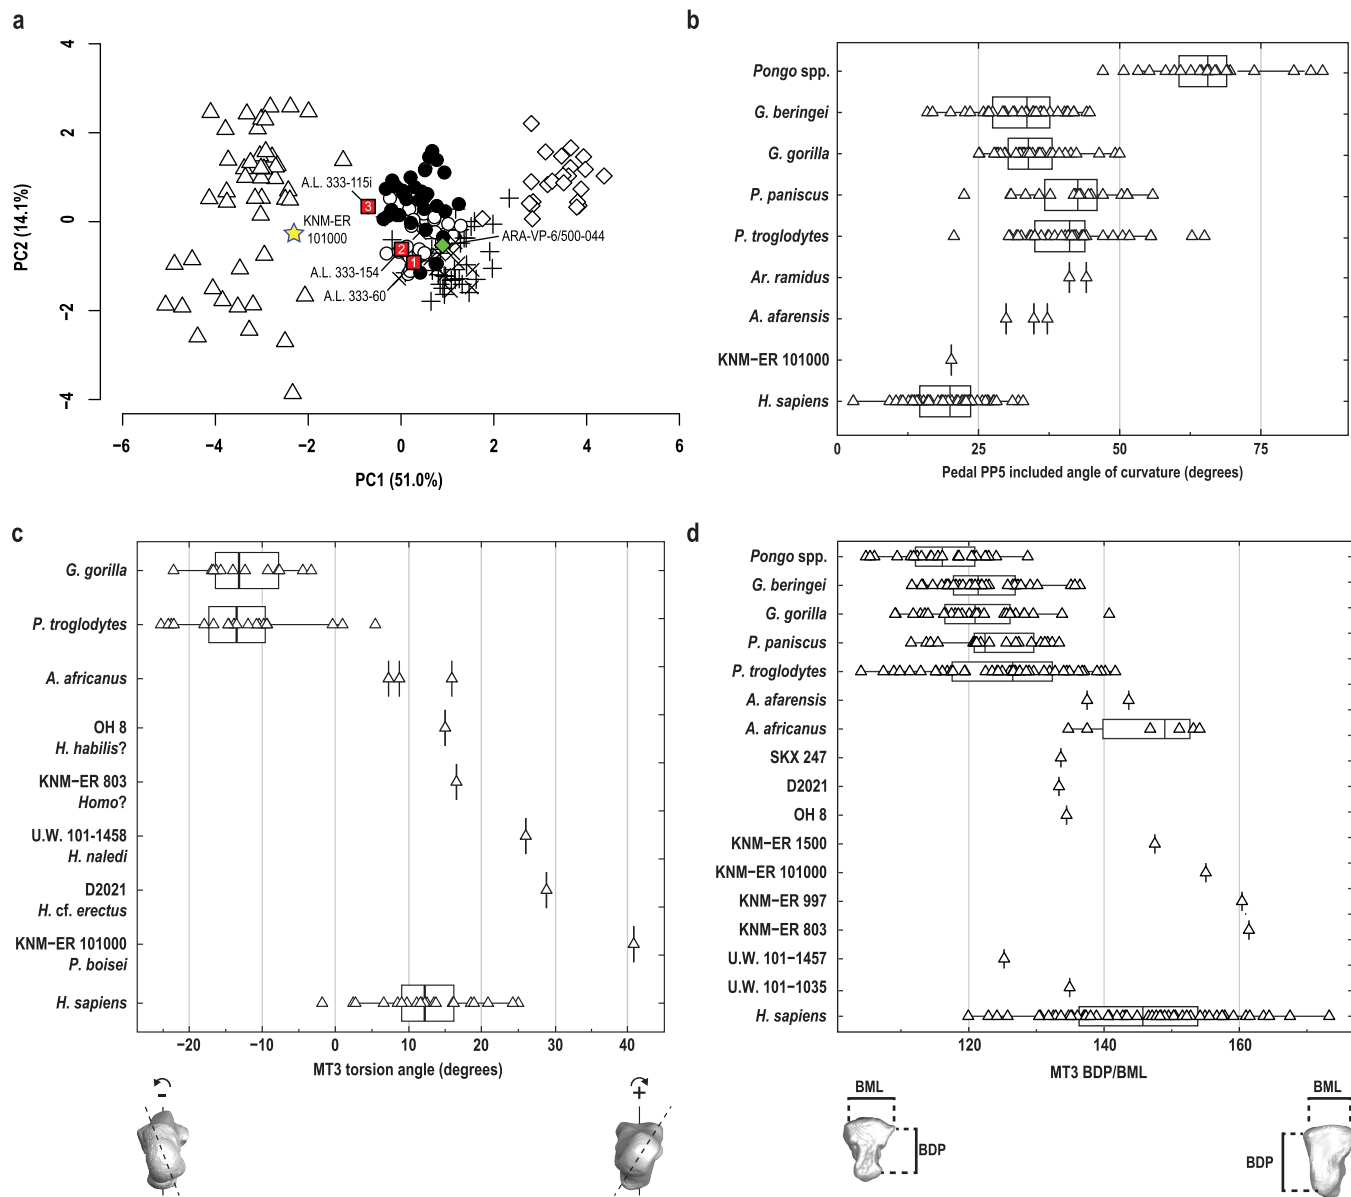 a
4
2
0
−2
−4
PC2 (14.1%)
−6
−4
−2
0
2
4
6
PC1 (51.0%)
A.L. 333-115i
3
KNM-ER
101000
2
A.L. 333-154
1
A.L. 333-60
ARA-VP-6/500-044
b
Pongo spp.
G. beringei
G. gorilla
P. paniscus
P. troglodytes
Ar. ramidus
A. afarensis
KNM−ER 101000
H. sapiens
0
25
50
75
Pedal PP5 included angle of curvature (degrees)
c
G. gorilla
P. troglodytes
A. africanus
OH 8
H. habilis?
KNM−ER 803
Homo?
U.W. 101-1458
H. naledi
D2021
H. cf. erectus
KNM−ER 101000
P. boisei
H. sapiens
−20
−10
0
10
20
30
40
MT3 torsion angle (degrees)
-
+
d
Pongo spp.
G. beringei
G. gorilla
P. paniscus
P. troglodytes
A. afarensis
A. africanus
SKX 247
D2021
OH 8
KNM−ER 1500
KNM−ER 101000
KNM−ER 997
KNM−ER 803
U.W. 101−1457
U.W. 101−1035
H. sapiens
120
140
160
MT3 BDP/BML
BML
BDP
BML
BDP